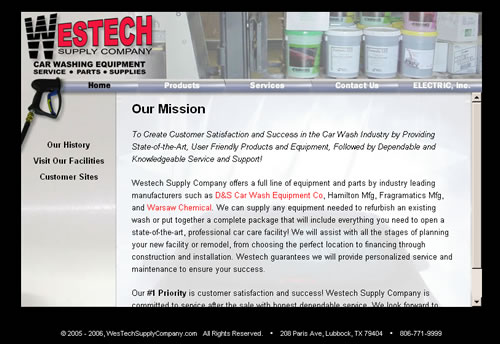 WESTECH
SUPPLY COMPANY
CAR WASHING EQUIPMENT
SERVICE • PARTS • SUPPLIES
Home Products Services Contact Us ELECTRIC, Inc.
Our History
Visit Our Facilities
Customer Sites
Our Mission
To Create Customer Satisfaction and Success in the Car Wash Industry by Providing
State-of-the-Art, User Friendly Products and Equipment, Followed by Dependable and
Knowledgeable Service and Support!
Westech Supply Company offers a full line of equipment and parts by industry leading
manufacturers such as D&S Car Wash Equipment Co, Hamilton Mfg, Fragramatics Mfg,
and Warsaw Chemical. We can supply any equipment needed to refurbish an existing
wash or put together a complete package that will include everything you need to open a
state-of-the-art, professional car care facility! We will assist with all the stages of planning
your new facility or remodel, from choosing the perfect location to financing through
construction and installation. Westech guarantees we will provide personalized service and
maintenance to ensure your success.
Our #1 Priority is customer satisfaction and success! Westech Supply Company is
committed to service after the sale with honest dependable service. We look forward to
© 2005 - 2006, WesTechSupplyCompany.com All Rights Reserved. • 208 Paris Ave, Lubbock, TX 79404 • 806-771-9999